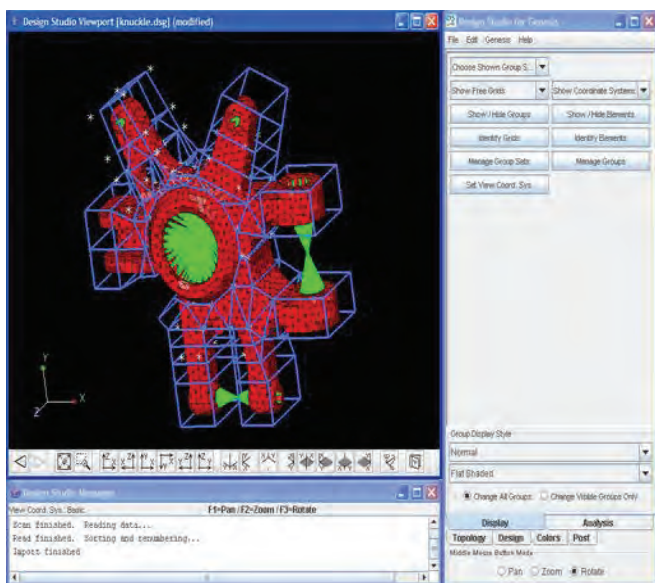 Design Studio Viewport [knuckle.dsg] (modified)
Y
X
Z
View Coord. Sys.: Basic
F1=Pan / F2=Zoom / F3=Rotate
Scan finished. Reading data...
Read finished. Sorting and renumbering...
Import finished
Design Studio for Genesis
File Edit Genesis Help
Choose Shown Group S...
Show Free Grids
Show Coordinate Systems
Show / Hide Groups
Show / Hide Elements
Identify Grids
Identify Elements
Manage Group Sets
Manage Groups
Set View Coord. Sys.
Group Display Style
Normal
Flat Shaded
Change All Groups
Change Visible Groups Only
Display
Analysis
Topology Design Colors Post
Middle Mouse Button Mode
Pan Zoom Rotate